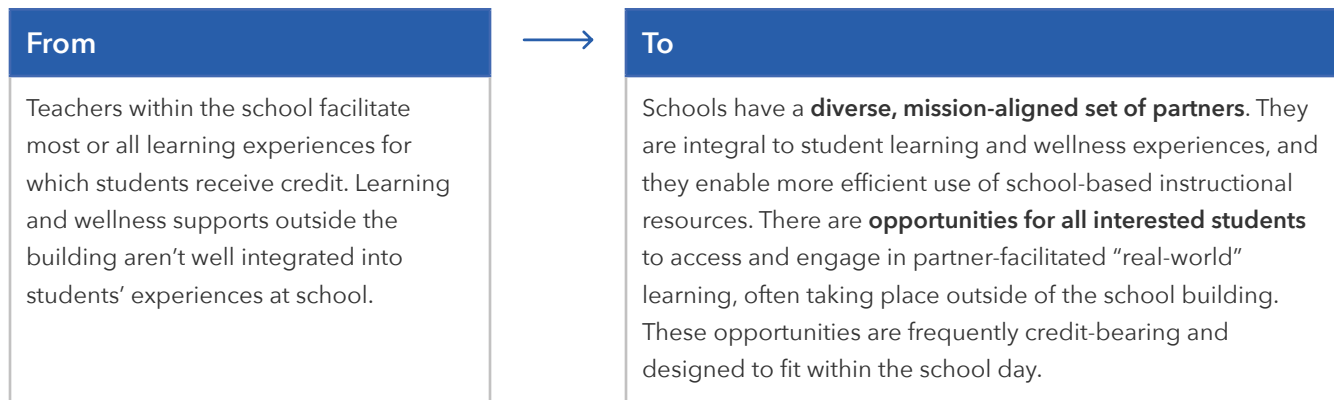 From
Teachers within the school facilitate
most or all learning experiences for
which students receive credit. Learning
and wellness supports outside the
building aren’t well integrated into
students’ experiences at school.
To
Schools have a diverse, mission-aligned set of partners. They
are integral to student learning and wellness experiences, and
they enable more efficient use of school-based instructional
resources. There are opportunities for all interested students
to access and engage in partner-facilitated “real-world”
learning, often taking place outside of the school building.
These opportunities are frequently credit-bearing and
designed to fit within the school day.